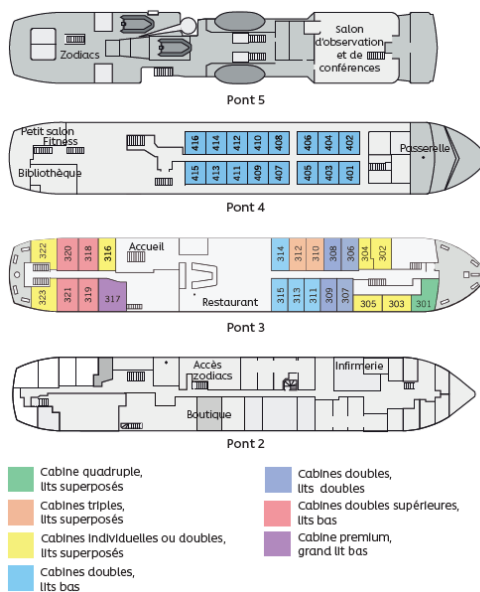 Zodiacs
Salon
d'observation
et de
conférences
Pont 5
Petit salon
Fitness
Bibliothèque
416 414 412 410 408 406 404 402
415 413 411 409 407 405 403 401
Passerelle
Pont 4
322 320 318 316
Accueil
314 312 310 308 306 304 302
323 321 319 317
Restaurant
315 313 311 309 307 305 303 301
Pont 3
Accès
zodiacs
Infirmerie
Boutique
Pont 2
Cabine quadruple,
lits superposés
Cabines triples,
lits superposés
Cabines individuelles ou doubles,
lits superposés
Cabines doubles,
lits bas
Cabines doubles,
lits doubles
Cabines doubles supérieures,
lits bas
Cabine premium,
grand lit bas